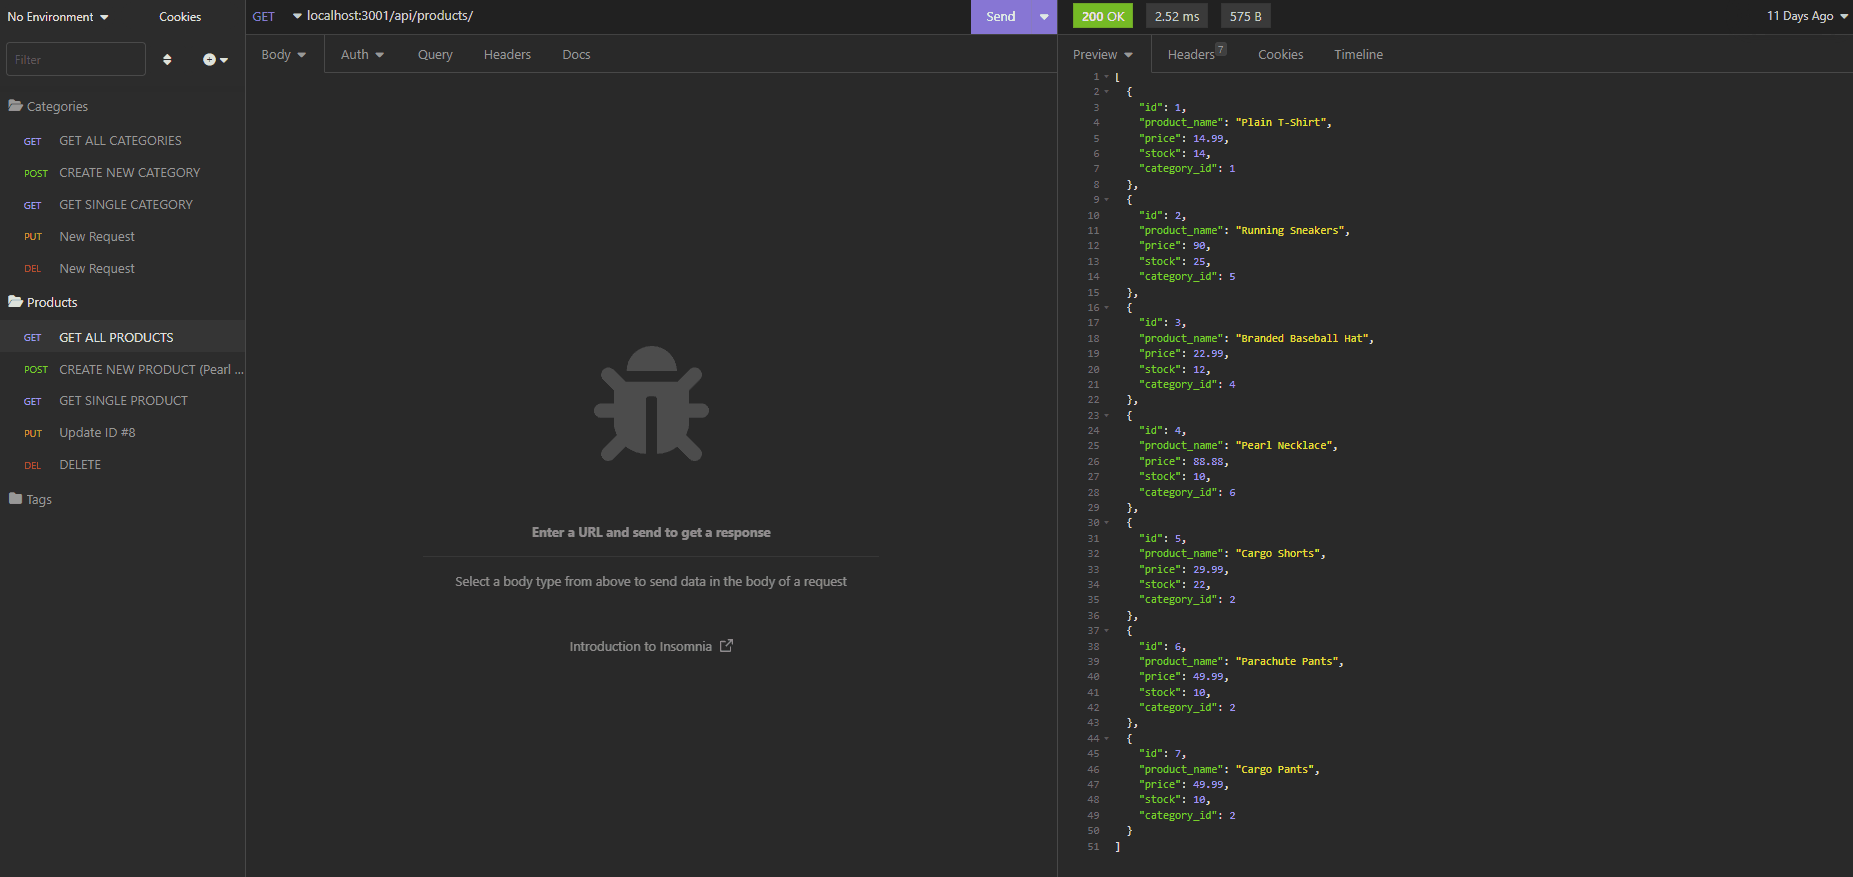 No Environment
Cookies
Filter
Categories
GET GET ALL CATEGORIES
POST CREATE NEW CATEGORY
GET GET SINGLE CATEGORY
PUT New Request
DEL New Request
Products
GET GET ALL PRODUCTS
POST CREATE NEW PRODUCT (Pearl ...
GET GET SINGLE PRODUCT
PUT Update ID #8
DEL DELETE
Tags
GET localhost:3001/api/products/ Send
Body Auth Query Headers Docs
Enter a URL and send to get a response
Select a body type from above to send data in the body of a request
Introduction to Insomnia
200 OK 2.52 ms 575 B 11 Days Ago
Preview Headers 7 Cookies Timeline
1 [
2 {
3 "id": 1,
4 "product_name": "Plain T-Shirt",
5 "price": 14.99,
6 "stock": 14,
7 "category_id": 1
8 },
9 {
10 "id": 2,
11 "product_name": "Running Sneakers",
12 "price": 90,
13 "stock": 25,
14 "category_id": 5
15 },
16 {
17 "id": 3,
18 "product_name": "Branded Baseball Hat",
19 "price": 22.99,
20 "stock": 12,
21 "category_id": 4
22 },
23 {
24 "id": 4,
25 "product_name": "Pearl Necklace",
26 "price": 88.88,
27 "stock": 10,
28 "category_id": 6
29 },
30 {
31 "id": 5,
32 "product_name": "Cargo Shorts",
33 "price": 29.99,
34 "stock": 22,
35 "category_id": 2
36 },
37 {
38 "id": 6,
39 "product_name": "Parachute Pants",
40 "price": 49.99,
41 "stock": 10,
42 "category_id": 2
43 },
44 {
45 "id": 7,
46 "product_name": "Cargo Pants",
47 "price": 49.99,
48 "stock": 10,
49 "category_id": 2
50 }
51 ]